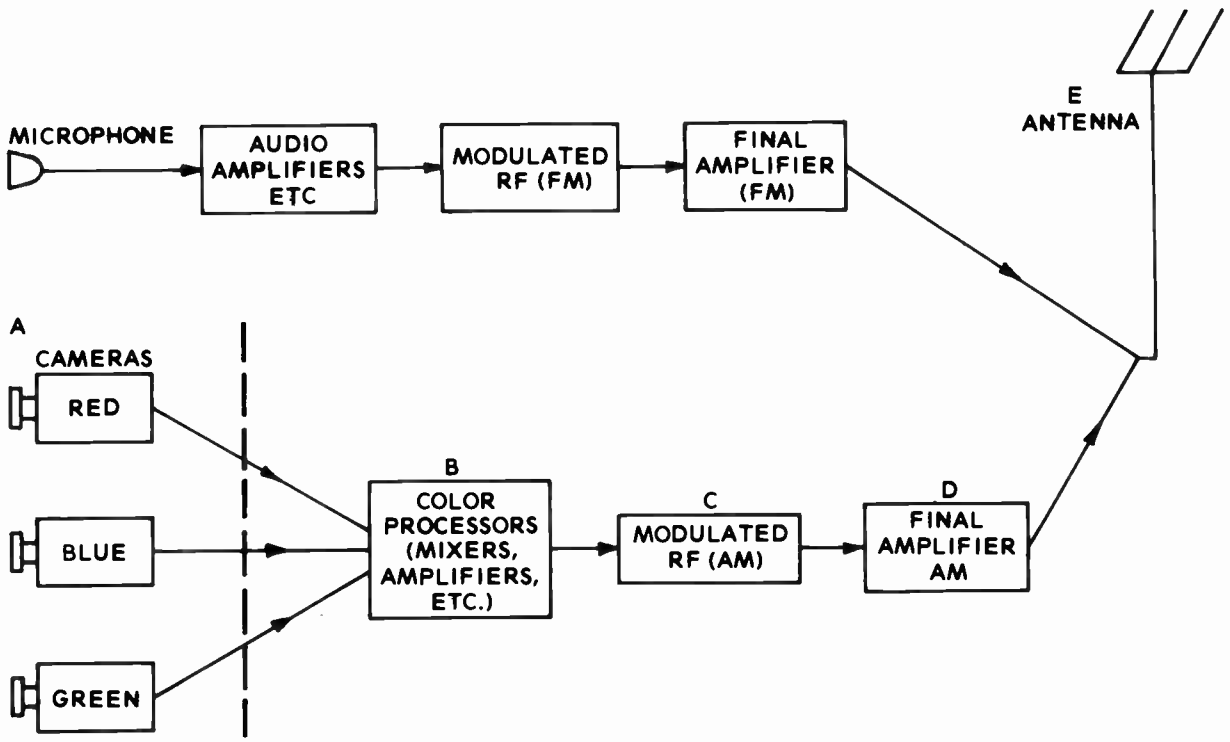 E
ANTENNA
MICROPHONE
AUDIO
AMPLIFIERS
ETC
MODULATED
RF (FM)
FINAL
AMPLIFIER
(FM)
A
CAMERAS
RED
BLUE
GREEN
B
COLOR
PROCESSORS
(MIXERS,
AMPLIFIERS,
ETC.)
C
MODULATED
RF (AM)
D
FINAL
AMPLIFIER
AM